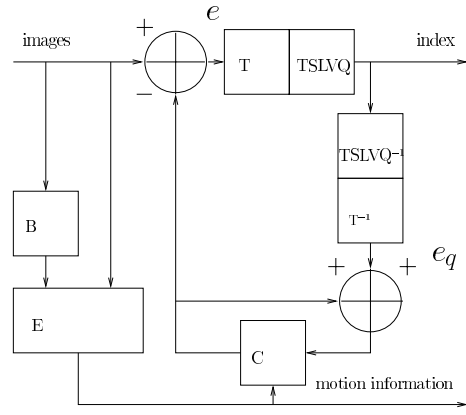 e
images
+
index
T TSLVQ
−
TSLVQ⁻¹
T⁻¹
B
e_q
+ +
E
C
motion information